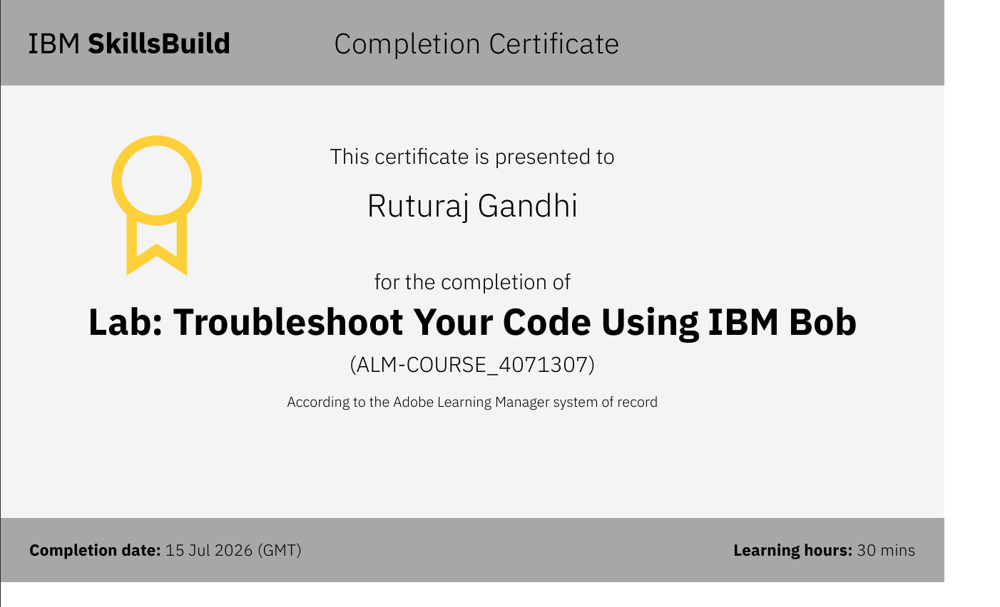 IBM SkillsBuild
Completion Certificate
This certificate is presented to
Ruturaj Gandhi
for the completion of
Lab: Troubleshoot Your Code Using IBM Bob
(ALM-COURSE_4071307)
According to the Adobe Learning Manager system of record
Completion date: 15 Jul 2026 (GMT)
Learning hours: 30 mins